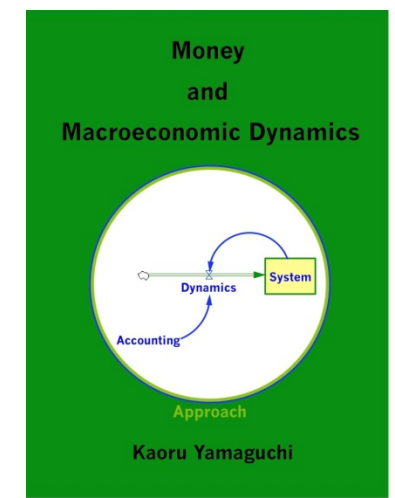 Money
and
Macroeconomic Dynamics
System
Dynamics
Accounting
Approach
Kaoru Yamaguchi